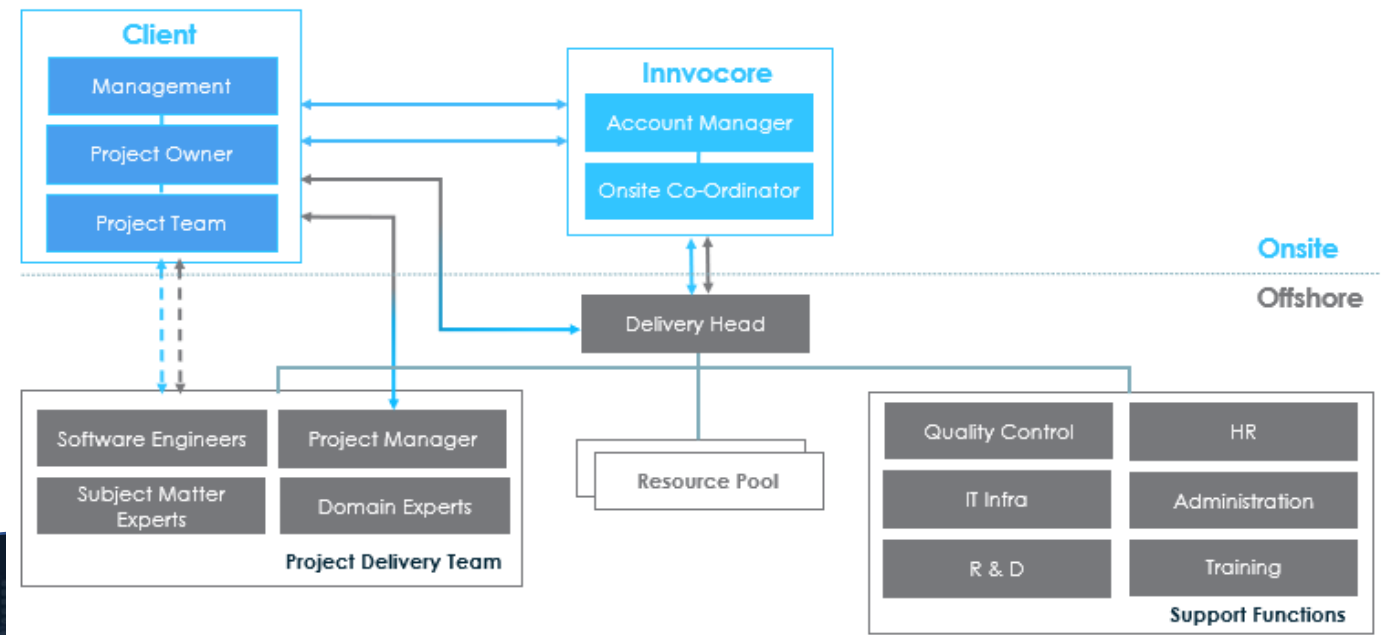 Client
Management
Project Owner
Project Team
Innvocore
Account Manager
Onsite Co-Ordinator
Onsite
Offshore
Delivery Head
Software Engineers
Project Manager
Subject Matter
Experts
Domain Experts
Project Delivery Team
Resource Pool
Quality Control
HR
IT Infra
Administration
R & D
Training
Support Functions